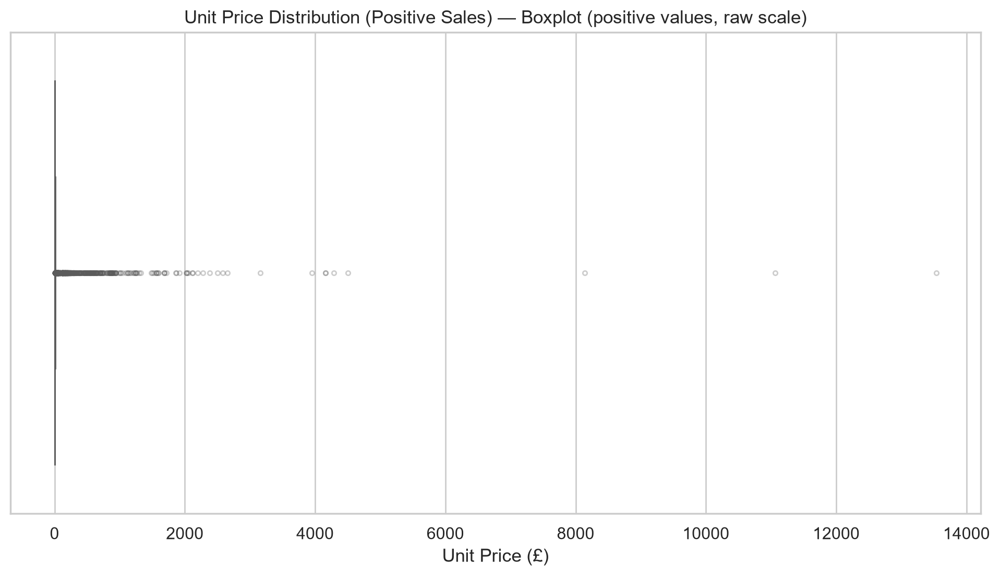 Unit Price Distribution (Positive Sales) — Boxplot (positive values, raw scale)
0 2000 4000 6000 8000 10000 12000 14000
Unit Price (£)